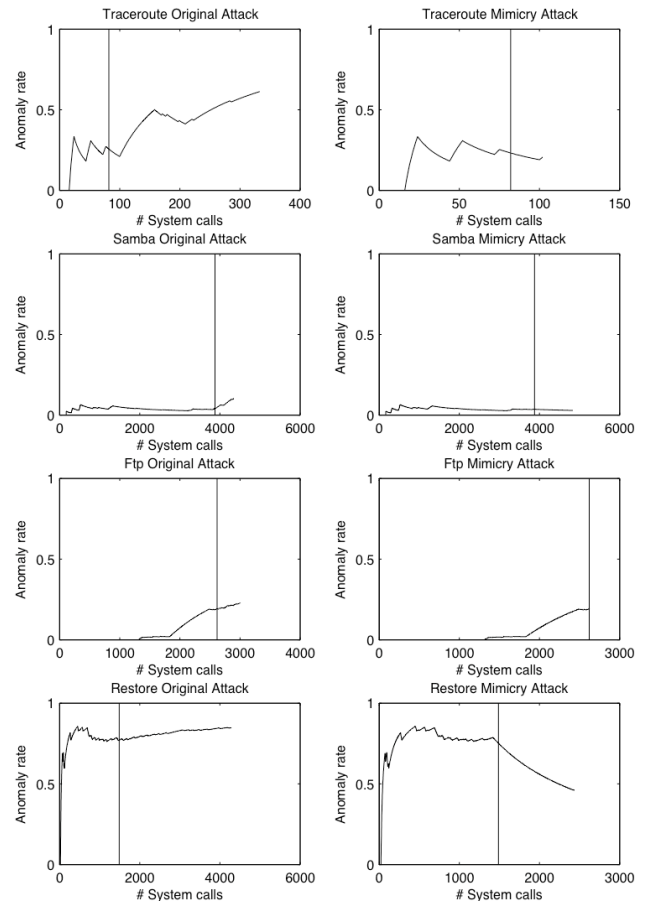 Traceroute Original Attack
1
0.5
0
Anomaly rate
0 100 200 300 400
# System calls
Traceroute Mimicry Attack
1
0.5
0
Anomaly rate
0 50 100 150
# System calls
Samba Original Attack
1
0.5
0
Anomaly rate
0 2000 4000 6000
# System calls
Samba Mimicry Attack
1
0.5
0
Anomaly rate
0 2000 4000 6000
# System calls
Ftp Original Attack
1
0.5
0
Anomaly rate
0 1000 2000 3000 4000
# System calls
Ftp Mimicry Attack
1
0.5
0
Anomaly rate
0 1000 2000 3000
# System calls
Restore Original Attack
1
0.5
0
Anomaly rate
0 2000 4000 6000
# System calls
Restore Mimicry Attack
1
0.5
0
Anomaly rate
0 1000 2000 3000
# System calls